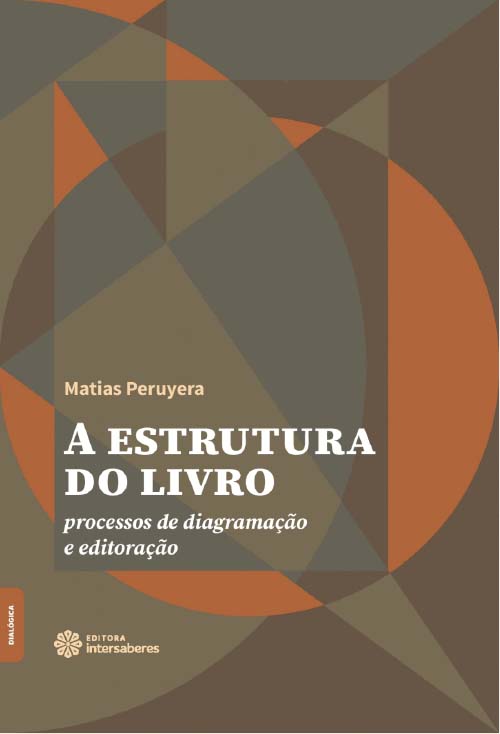 Matias Peruyera
A ESTRUTURA
DO LIVRO
processos de diagramação
e editoração
DIALÓGICA
EDITORA
intersaberes